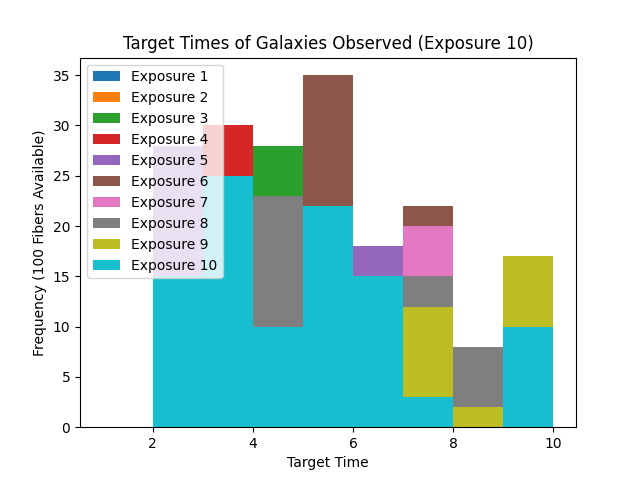 Target Times of Galaxies Observed (Exposure 10)
Frequency (100 Fibers Available)
35
30
25
20
15
10
5
0
Exposure 1
Exposure 2
Exposure 3
Exposure 4
Exposure 5
Exposure 6
Exposure 7
Exposure 8
Exposure 9
Exposure 10
2 4 6 8 10
Target Time